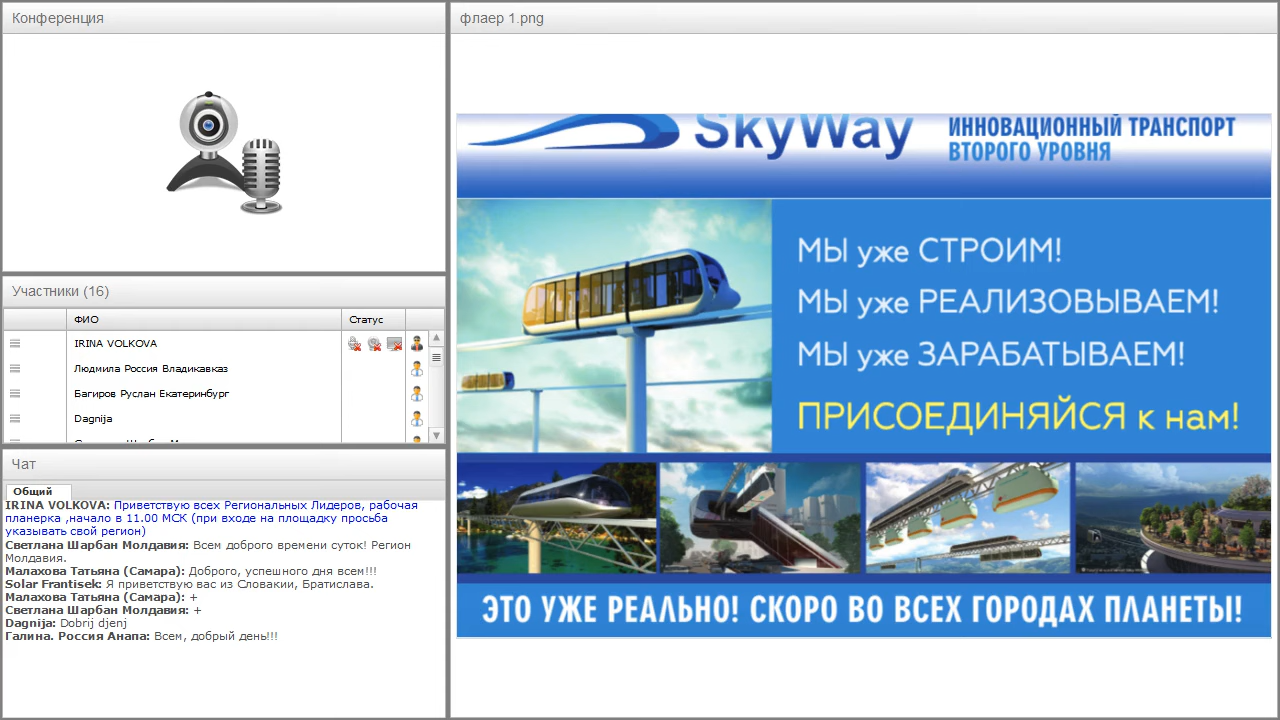 Конференция
Участники (16)
ФИО
Статус
IRINA VOLKOVA
Людмила Россия Владикавказ
Багиров Руслан Екатеринбург
Dagnija
Чат
Общий
IRINA VOLKOVA: Приветствую всех Региональных Лидеров, рабочая
планерка ,начало в 11.00 МСК (при входе на площадку просьба
указывать свой регион)
Светлана Шарбан Молдавия: Всем доброго времени суток! Регион
Молдавия.
Малахова Татьяна (Самара): Доброго, успешного дня всем!!!
Solar Frantisek: Я приветствую вас из Словакии, Братислава.
Малахова Татьяна (Самара): +
Светлана Шарбан Молдавия: +
Dagnija: Dobrij djenj
Галина. Россия Анапа: Всем, добрый день!!!
флаер 1.png
SkyWay
ИННОВАЦИОННЫЙ ТРАНСПОРТ
ВТОРОГО УРОВНЯ
МЫ уже СТРОИМ!
МЫ уже РЕАЛИЗОВЫВАЕМ!
МЫ уже ЗАРАБАТЫВАЕМ!
ПРИСОЕДИНЯЙСЯ к нам!
ЭТО УЖЕ РЕАЛЬНО! СКОРО ВО ВСЕХ ГОРОДАХ ПЛАНЕТЫ!